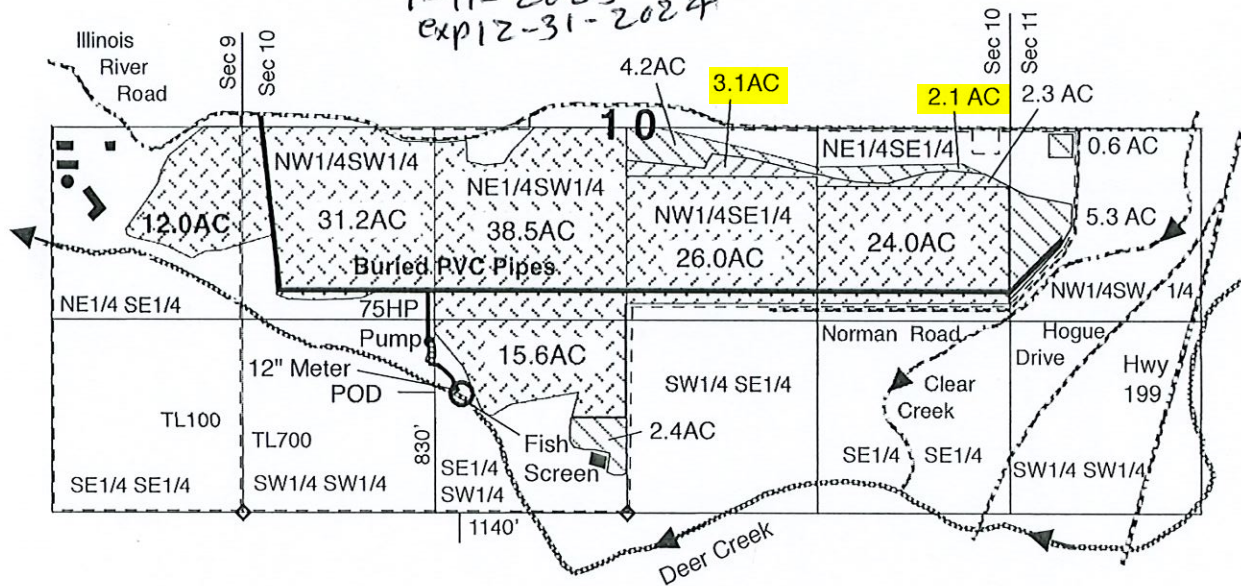 exp 12-31-2024
Illinois
River
Road
Sec 9
Sec 10
Sec 10
Sec 11
4.2AC
3.1AC
2.1 AC
2.3 AC
10
NW1/4SW1/4
NE1/4SW1/4
NE1/4SE1/4
0.6 AC
12.0AC
31.2AC
38.5AC
NW1/4SE1/4
26.0AC
24.0AC
5.3 AC
Buried PVC Pipes
NE1/4 SE1/4
75HP
Pump
NW1/4SW 1/4
12" Meter
POD
15.6AC
SW1/4 SE1/4
Norman Road
Hogue
Drive
Hwy
199
Clear
Creek
TL100
TL700
830'
Fish
Screen
2.4AC
SE1/4 SE1/4
SW1/4 SW1/4
SE1/4
SW1/4
SE1/4 SE1/4
SW1/4 SW1/4
1140'
Deer Creek